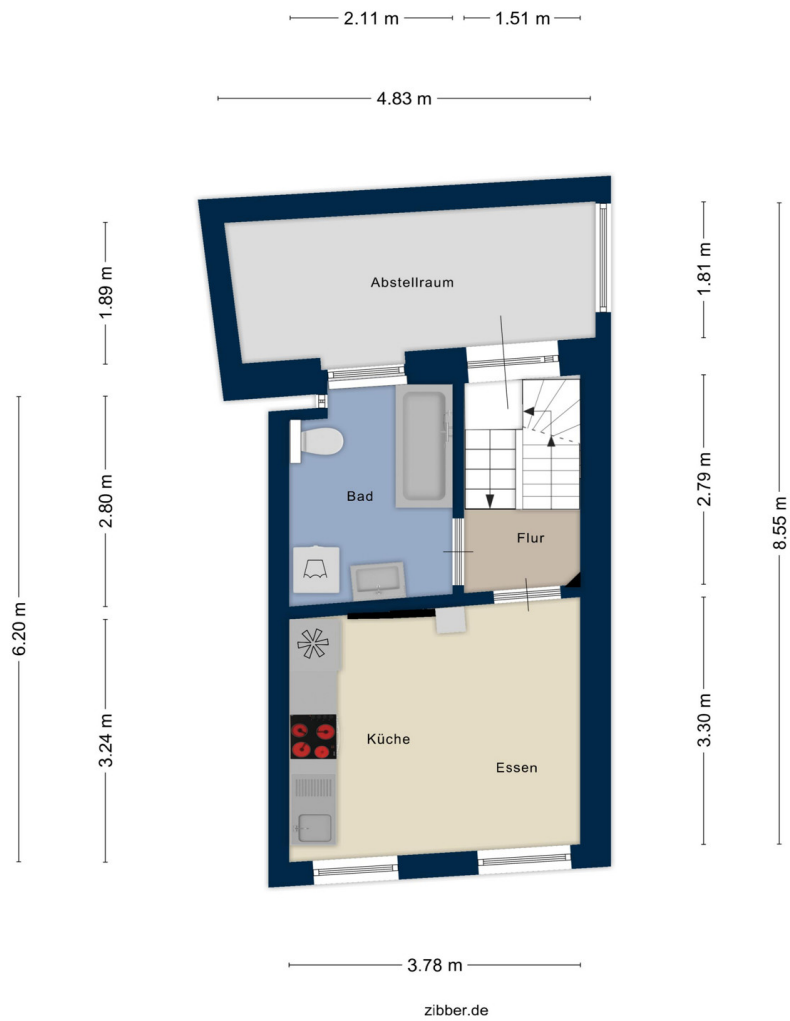 2.11 m
1.51 m
4.83 m
1.89 m
1.81 m
Abstellraum
2.80 m
2.79 m
8.55 m
Bad
Flur
6.20 m
3.24 m
3.30 m
Küche
Essen
3.78 m
zibber.de